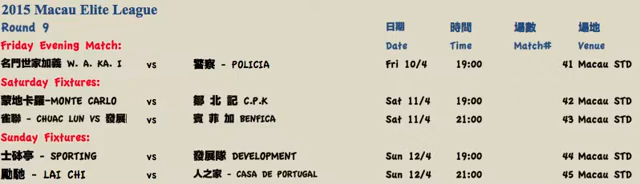 2015 Macau Elite League
Round 9 日期 時間 場數 場地
Friday Evening Match: Date Time Match# Venue
名門世家加義 W. A. KA. I vs 警察 - POLICIA Fri 10/4 19:00 41 Macau STD
Saturday Fixtures:
蒙地卡羅-MONTE CARLO vs 鄒 北 記 C.P.K Sat 11/4 19:00 42 Macau STD
雀聯 - CHUAC LUN VS 發展 vs 賓 菲 加 BENFICA Sat 11/4 21:00 43 Macau STD
Sunday Fixtures:
士砵亭 - SPORTING vs 發展隊 DEVELOPMENT Sun 12/4 19:00 44 Macau STD
勵馳 - LAI CHI vs 人之家 - CASA DE PORTUGAL Sun 12/4 21:00 45 Macau STD